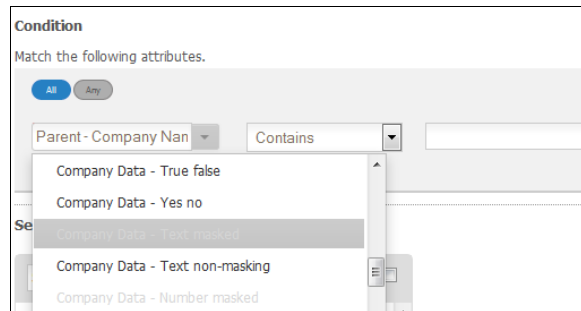 Condition
Match the following attributes.
All Any
Parent - Company Nan Contains
Company Data - True false
Company Data - Yes no
Se
Company Data - Text masked
Company Data - Text non-masking
Company Data - Number masked